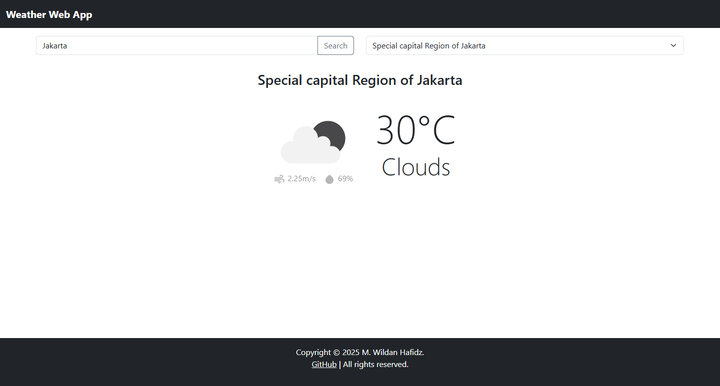 Weather Web App
Jakarta
Search
Special capital Region of Jakarta
Special capital Region of Jakarta
30°C
Clouds
2.25m/s 69%
Copyright © 2025 M. Wildan Hafidz.
GitHub | All rights reserved.